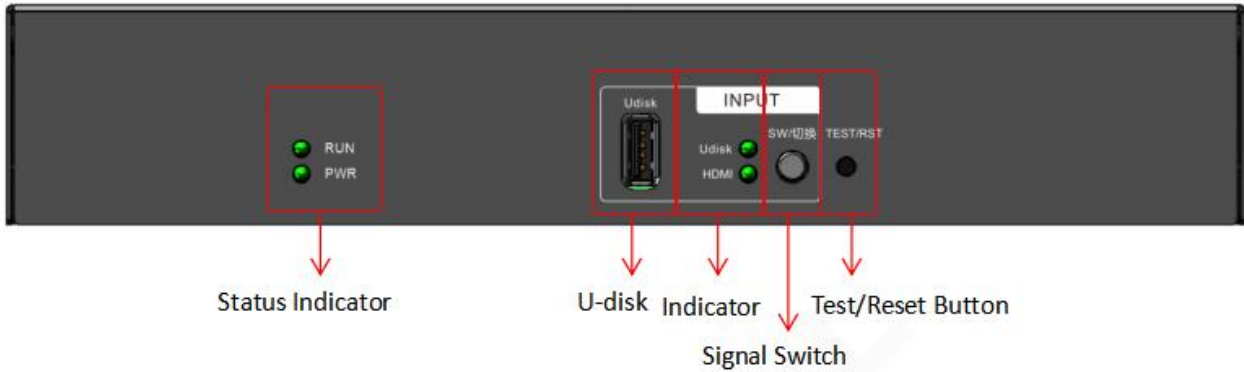 INPUT
Udisk
SW/切换 TEST/RST
RUN
Udisk
PWR
HDMI
Status Indicator
U-disk
Indicator
Test/Reset Button
Signal Switch